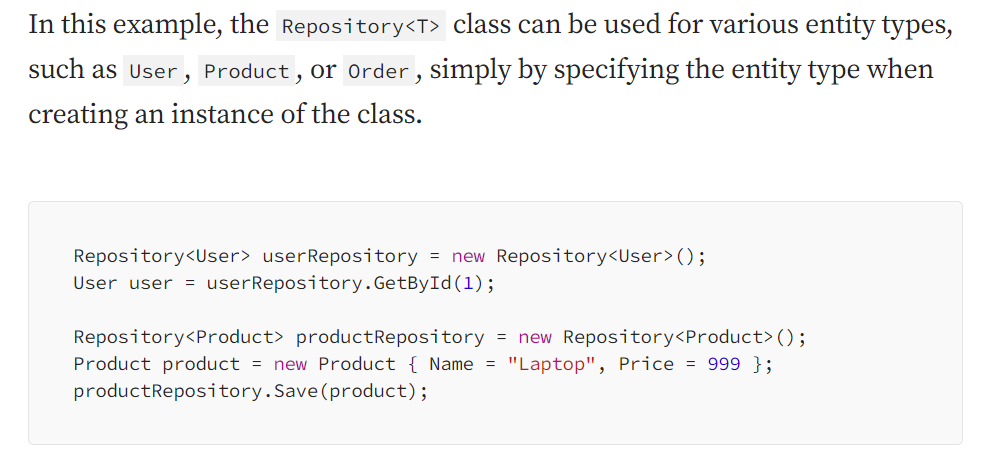 In this example, the Repository<T> class can be used for various entity types,
such as User, Product, or Order, simply by specifying the entity type when
creating an instance of the class.
Repository<User> userRepository = new Repository<User>();
User user = userRepository.GetById(1);
Repository<Product> productRepository = new Repository<Product>();
Product product = new Product { Name = "Laptop", Price = 999 };
productRepository.Save(product);